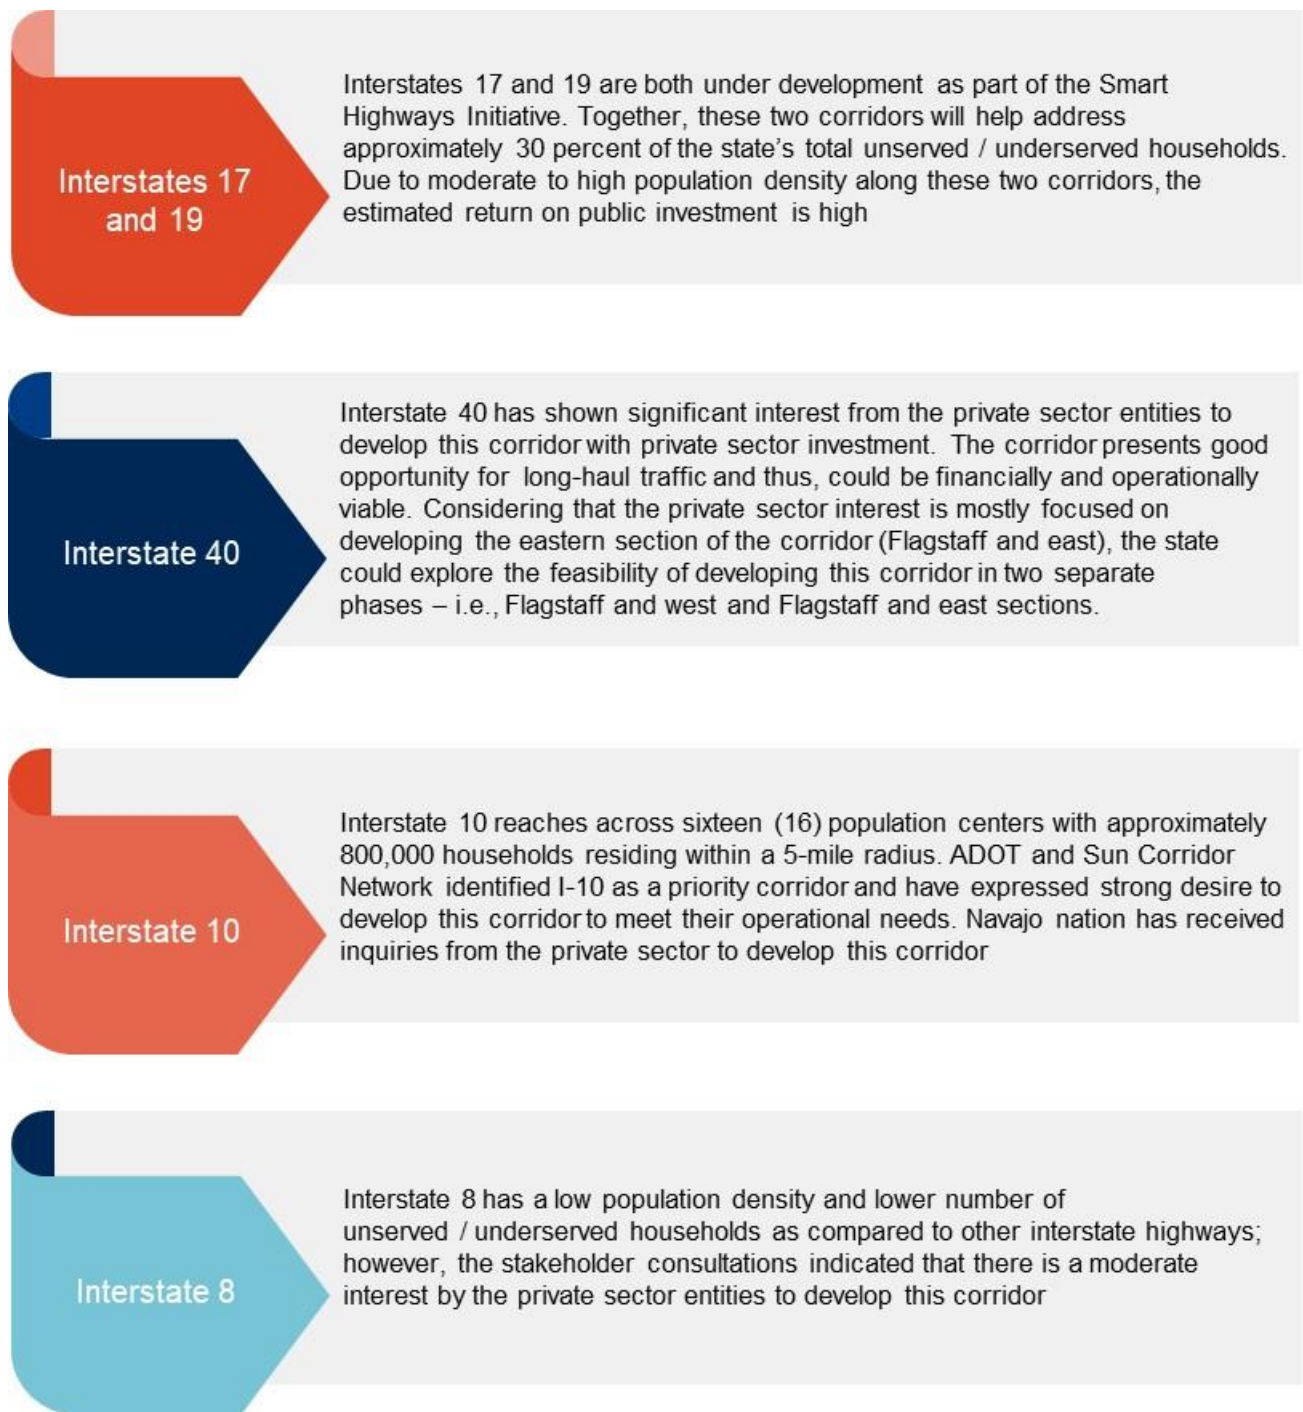 Interstates 17
and 19
Interstates 17 and 19 are both under development as part of the Smart
Highways Initiative. Together, these two corridors will help address
approximately 30 percent of the state's total unserved / underserved households.
Due to moderate to high population density along these two corridors, the
estimated return on public investment is high
Interstate 40
Interstate 40 has shown significant interest from the private sector entities to
develop this corridor with private sector investment. The corridor presents good
opportunity for long-haul traffic and thus, could be financially and operationally
viable. Considering that the private sector interest is mostly focused on
developing the eastern section of the corridor (Flagstaff and east), the state
could explore the feasibility of developing this corridor in two separate
phases – i.e., Flagstaff and west and Flagstaff and east sections.
Interstate 10
Interstate 10 reaches across sixteen (16) population centers with approximately
800,000 households residing within a 5-mile radius. ADOT and Sun Corridor
Network identified I-10 as a priority corridor and have expressed strong desire to
develop this corridor to meet their operational needs. Navajo nation has received
inquiries from the private sector to develop this corridor
Interstate 8
Interstate 8 has a low population density and lower number of
unserved / underserved households as compared to other interstate highways;
however, the stakeholder consultations indicated that there is a moderate
interest by the private sector entities to develop this corridor